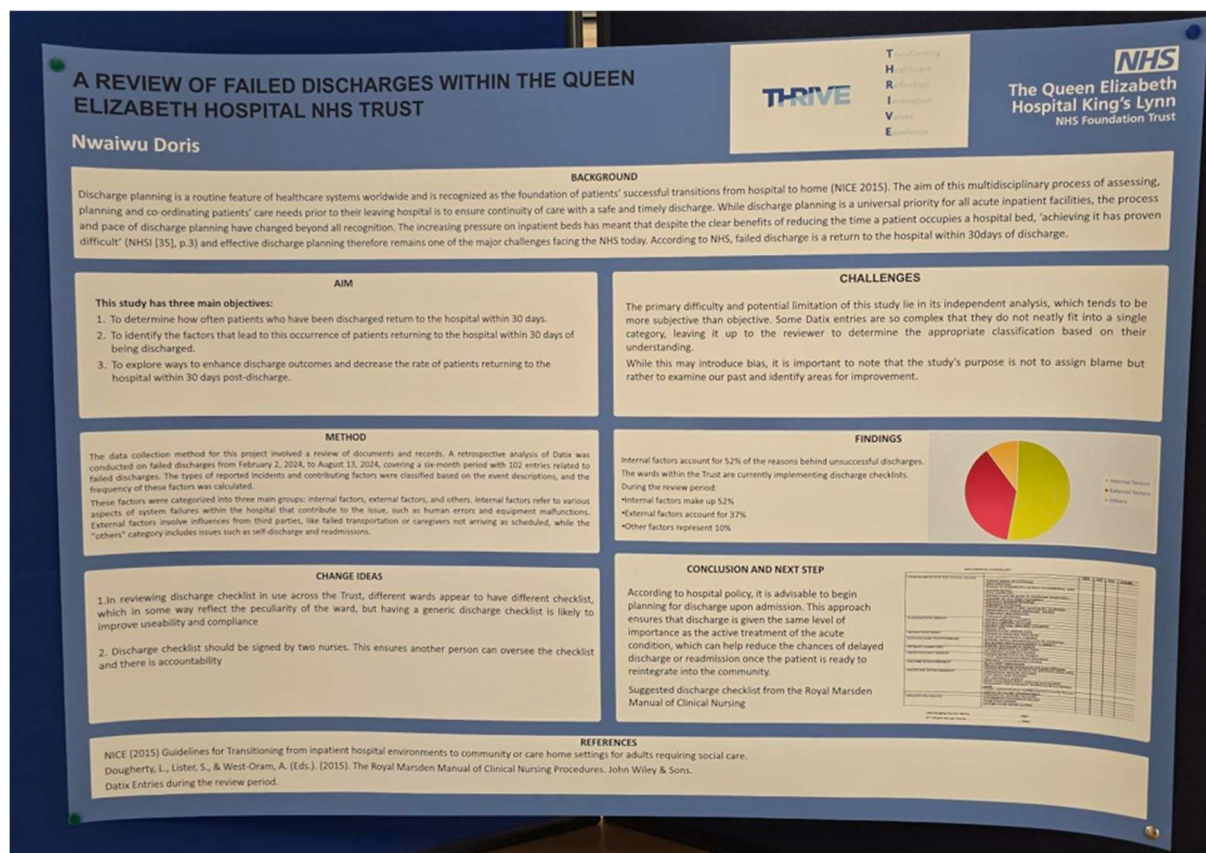 A REVIEW OF FAILED DISCHARGES WITHIN THE QUEEN
ELIZABETH HOSPITAL NHS TRUST
Nwaiwu Doris
THRIVE
Transforming
Healthcare
Reflection
Innovation
Values
Excellence
NHS
The Queen Elizabeth
Hospital King's Lynn
NHS Foundation Trust
BACKGROUND
Discharge planning is a routine feature of healthcare systems worldwide and is recognized as the foundation of patients' successful transitions from hospital to home (NICE 2015). The aim of this multidisciplinary process of assessing,
planning and co-ordinating patients' care needs prior to their leaving hospital is to ensure continuity of care with a safe and timely discharge. While discharge planning is a universal priority for all acute inpatient facilities, the process
and pace of discharge planning have changed beyond all recognition. The increasing pressure on inpatient beds has meant that despite the clear benefits of reducing the time a patient occupies a hospital bed, 'achieving it has proven
difficult' (NHSI [35], p.3) and effective discharge planning therefore remains one of the major challenges facing the NHS today. According to NHS, failed discharge is a return to the hospital within 30days of discharge.
AIM
This study has three main objectives:
1. To determine how often patients who have been discharged return to the hospital within 30 days.
2. To identify the factors that lead to this occurrence of patients returning to the hospital within 30 days of
being discharged.
3. To explore ways to enhance discharge outcomes and decrease the rate of patients returning to the
hospital within 30 days post-discharge.
CHALLENGES
The primary difficulty and potential limitation of this study lie in its independent analysis, which tends to be
more subjective than objective. Some Datix entries are so complex that they do not neatly fit into a single
category, leaving it up to the reviewer to determine the appropriate classification based on their
understanding.
While this may introduce bias, it is important to note that the study's purpose is not to assign blame but
rather to examine our past and identify areas for improvement.
METHOD
The data collection method for this project involved a review of documents and records. A retrospective analysis of Datix was
conducted on failed discharges from February 2, 2024, to August 13, 2024, covering a six-month period with 102 entries related to
failed discharges. The types of reported incidents and contributing factors were classified based on the event descriptions, and the
frequency of these factors was calculated.
These factors were categorized into three main groups: internal factors, external factors, and others. Internal factors refer to various
aspects of system failures within the hospital that contribute to the issue, such as human errors and equipment malfunctions.
External factors involve influences from third parties, like failed transportation or caregivers not arriving as scheduled, while the
"others" category includes issues such as self-discharge and readmissions.
FINDINGS
Internal factors account for 52% of the reasons behind unsuccessful discharges.
The wards within the Trust are currently implementing discharge checklists.
During the review period:
•Internal factors make up 52%
•External factors account for 37%
•Other factors represent 10%
Internal factors
External factors
Others
CHANGE IDEAS
1.In reviewing discharge checklist in use across the Trust, different wards appear to have different checklist,
which in some way reflect the peculiarity of the ward, but having a generic discharge checklist is likely to
improve useability and compliance
2. Discharge checklist should be signed by two nurses. This ensures another person can oversee the checklist
and there is accountability
CONCLUSION AND NEXT STEP
According to hospital policy, it is advisable to begin
planning for discharge upon admission. This approach
ensures that discharge is given the same level of
importance as the active treatment of the acute
condition, which can help reduce the chances of delayed
discharge or readmission once the patient is ready to
reintegrate into the community.
Suggested discharge checklist from the Royal Marsden
Manual of Clinical Nursing
REFERENCES
NICE (2015) Guidelines for Transitioning from inpatient hospital environments to community or care home settings for adults requiring social care.
Dougherty, L., Lister, S., & West-Oram, A. (Eds.). (2015). The Royal Marsden Manual of Clinical Nursing Procedures. John Wiley & Sons.
Datix Entries during the review period.